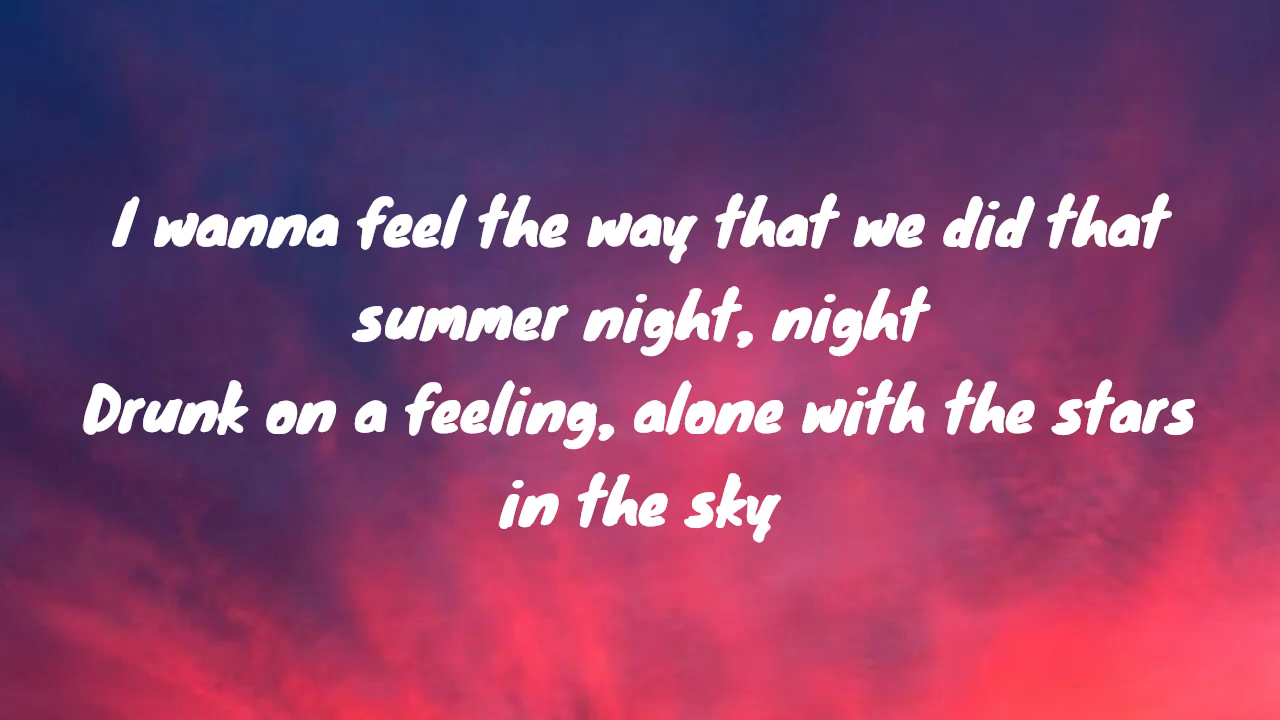 I wanna feel the way that we did that
summer night, night
Drunk on a feeling, alone with the stars
in the sky